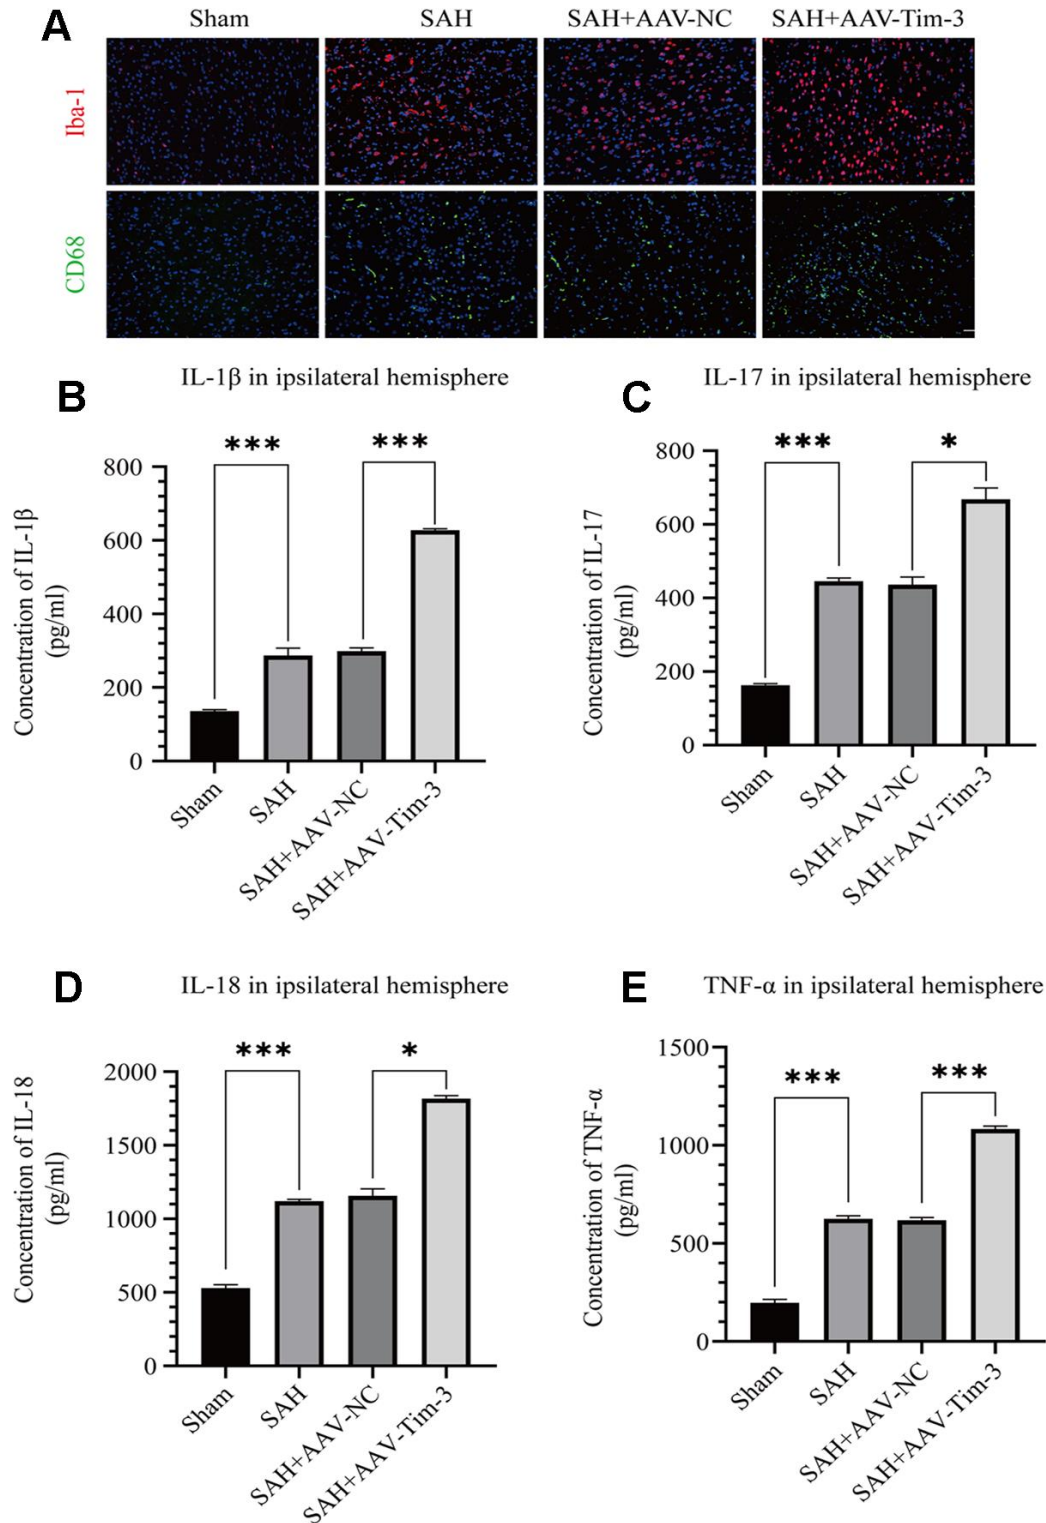 A
Sham
SAH
SAH+AAV-NC
SAH+AAV-Tim-3
Iba-1
CD68
B
IL-1β in ipsilateral hemisphere
Concentration of IL-1β
(pg/ml)
800
600
400
200
0
***
***
Sham
SAH
SAH+AAV-NC
SAH+AAV-Tim-3
C
IL-17 in ipsilateral hemisphere
Concentration of IL-17
(pg/ml)
800
600
400
200
0
***
*
Sham
SAH
SAH+AAV-NC
SAH+AAV-Tim-3
D
IL-18 in ipsilateral hemisphere
Concentration of IL-18
(pg/ml)
2000
1500
1000
500
0
***
*
Sham
SAH
SAH+AAV-NC
SAH+AAV-Tim-3
E
TNF-α in ipsilateral hemisphere
Concentration of TNF-α
(pg/ml)
1500
1000
500
0
***
***
Sham
SAH
SAH+AAV-NC
SAH+AAV-Tim-3